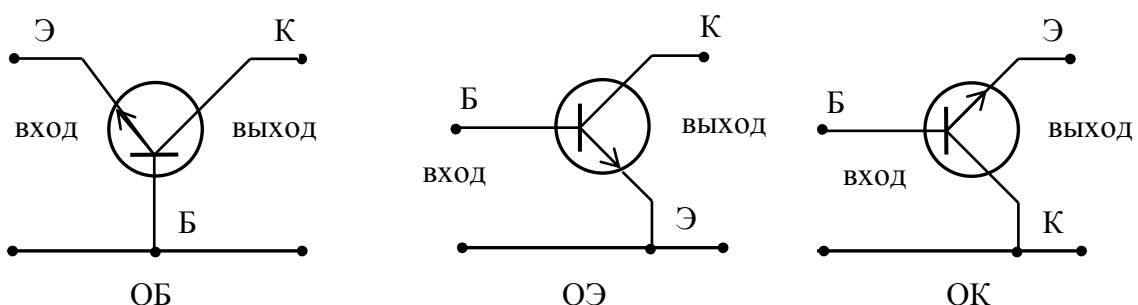 Э К
вход выход
Б
ОБ
К
Б
выход
вход
Э
ОЭ
Э
Б
выход
вход
К
ОК